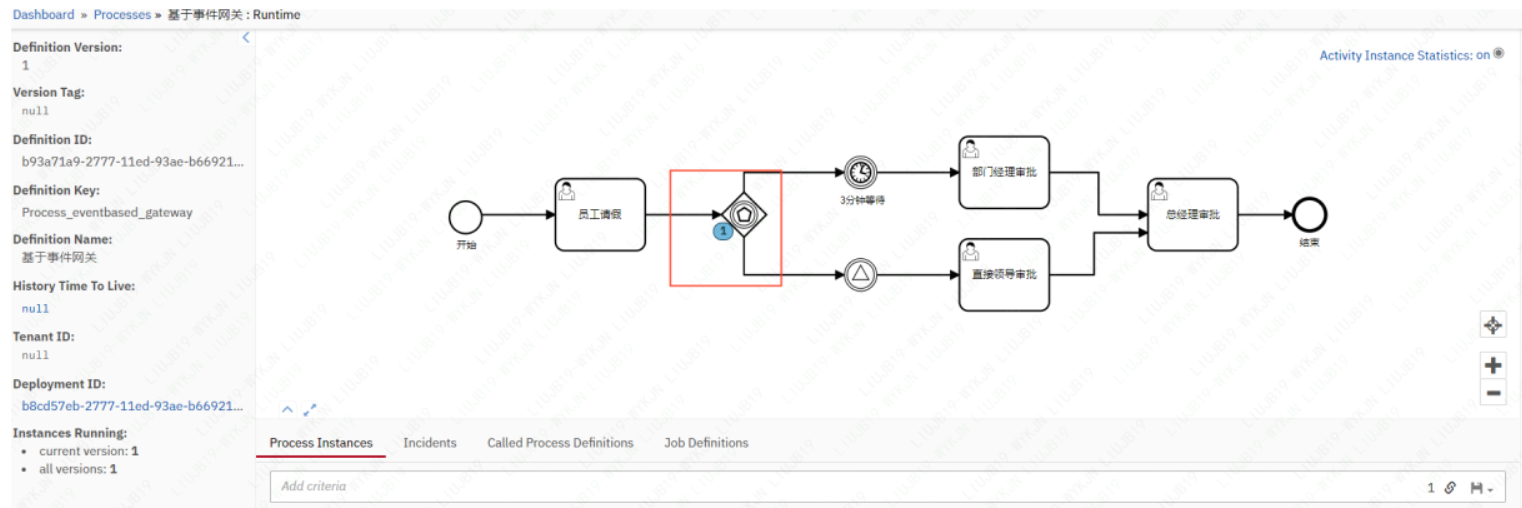 Dashboard » Processes » 基于事件网关 : Runtime
Definition Version:
1
Version Tag:
null
Definition ID:
b93a71a9-2777-11ed-93ae-b66921...
Definition Key:
Process_eventbased_gateway
Definition Name:
基于事件网关
History Time To Live:
null
Tenant ID:
null
Deployment ID:
b8cd57eb-2777-11ed-93ae-b66921...
Instances Running:
current version: 1
all versions: 1
Activity Instance Statistics: on
开始
员工请假
1
3分钟等待
部门经理审批
直接领导审批
总经理审批
结束
Process Instances
Incidents
Called Process Definitions
Job Definitions
Add criteria
1